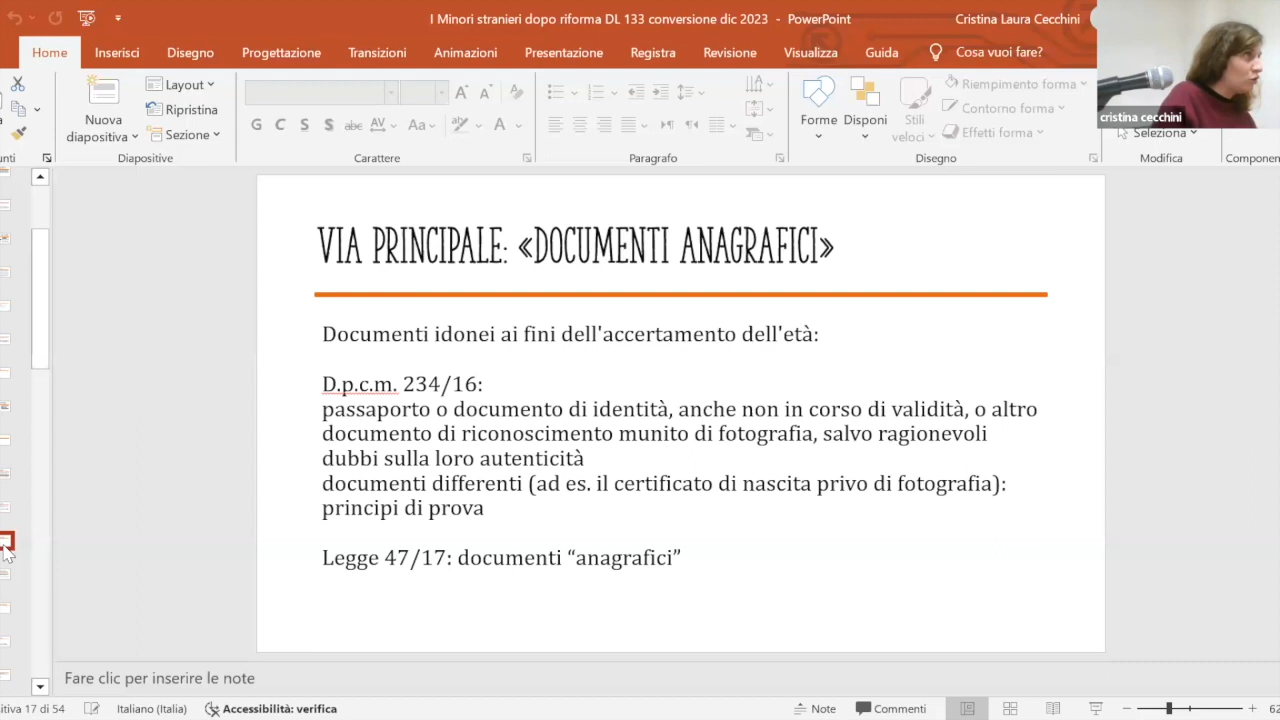 I Minori stranieri dopo riforma DL 133 conversione dic 2023 - PowerPoint
Cristina Laura Cecchini
Home Inserisci Disegno Progettazione Transizioni Animazioni Presentazione Registra Revisione Visualizza Guida Cosa vuoi fare?
Nuova diapositiva
Layout
Ripristina
Sezione
Diapositive
G C S S abc AV Aa A
Carattere
Paragrafo
Forme
Disponi
Stili veloci
Riempimento forma
Contorno forma
Effetti forma
Disegno
cristina cecchini
Seleziona
Modifica
Componen
VIA PRINCIPALE: «DOCUMENTI ANAGRAFICI»
Documenti idonei ai fini dell'accertamento dell'età:
D.p.c.m. 234/16:
passaporto o documento di identità, anche non in corso di validità, o altro
documento di riconoscimento munito di fotografia, salvo ragionevoli
dubbi sulla loro autenticità
documenti differenti (ad es. il certificato di nascita privo di fotografia):
principi di prova
Legge 47/17: documenti “anagrafici”
Fare clic per inserire le note
sitiva 17 di 54 Italiano (Italia) Accessibilità: verifica Note Commenti 62